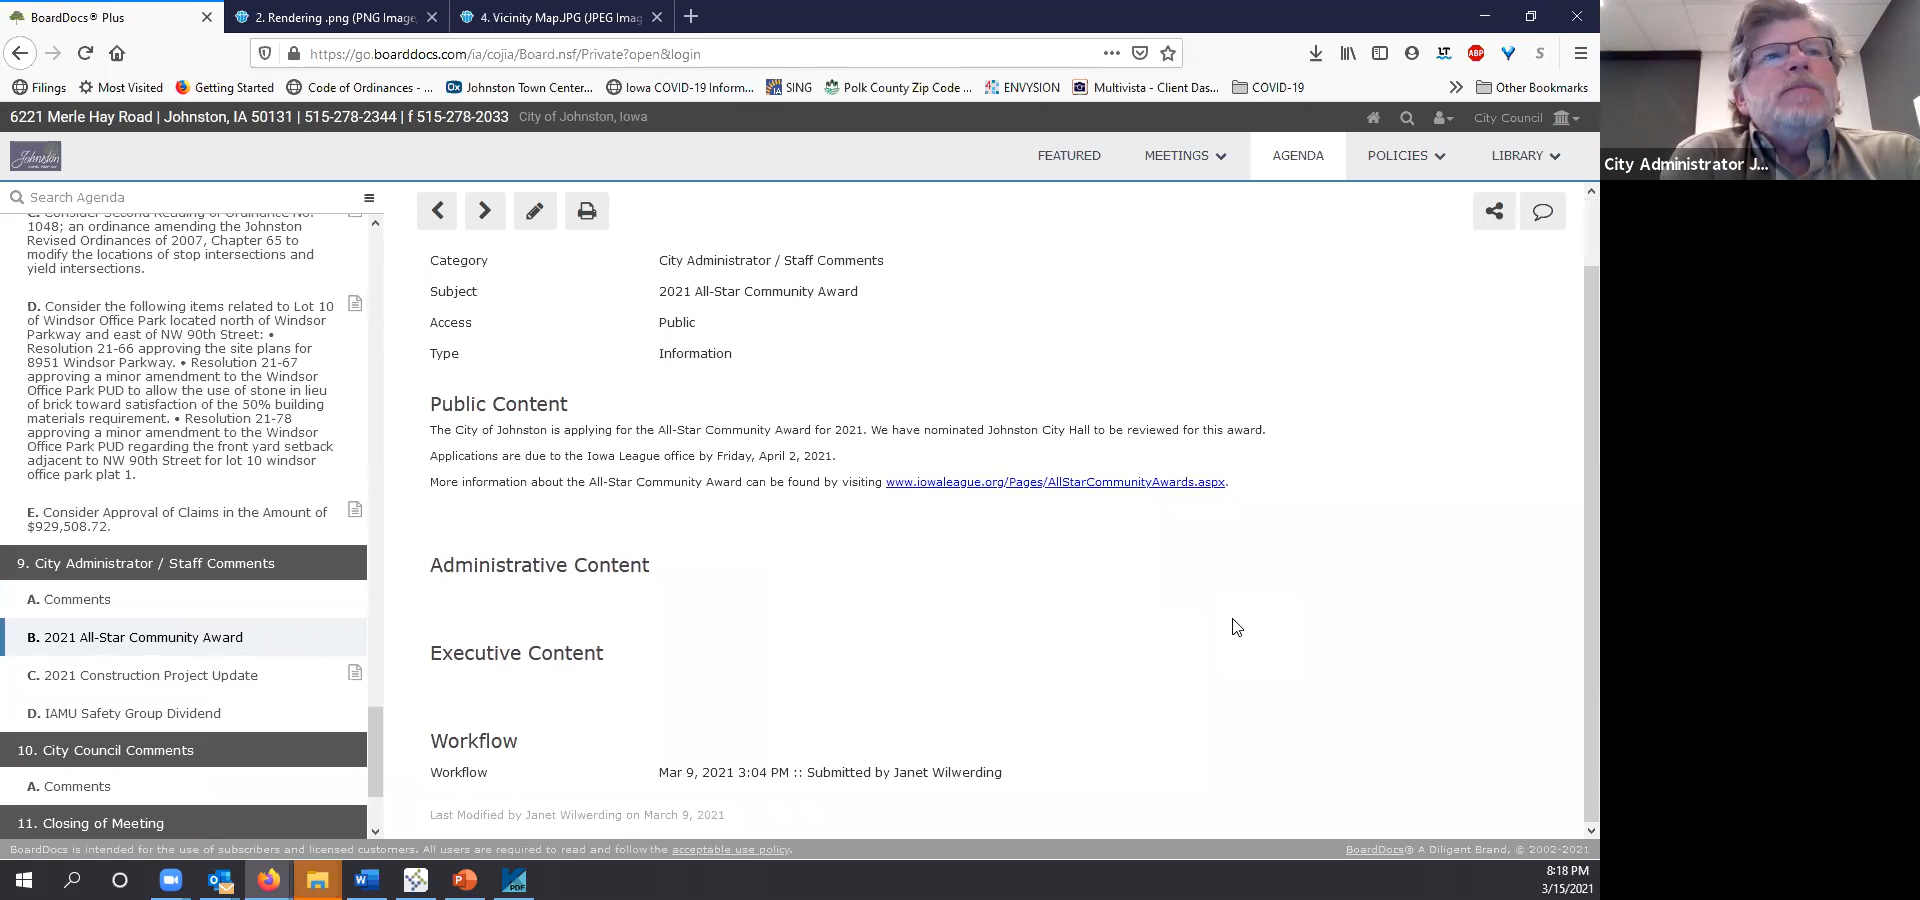 BoardDocs® Plus
2. Rendering .png (PNG Image,
4. Vicinity Map.JPG (JPEG Imag
https://go.boarddocs.com/ia/cojia/Board.nsf/Private?open&login
Filings
Most Visited
Getting Started
Code of Ordinances - ...
Johnston Town Center...
Iowa COVID-19 Inform...
SING
Polk County Zip Code ...
ENVYSION
Multivista - Client Das...
COVID-19
Other Bookmarks
6221 Merle Hay Road | Johnston, IA 50131 | 515-278-2344 | f 515-278-2033 City of Johnston, Iowa
City Council
Johnston
FEATURED
MEETINGS
AGENDA
POLICIES
LIBRARY
Search Agenda
C. Consider Second Reading of Ordinance No.
1048; an ordinance amending the Johnston
Revised Ordinances of 2007, Chapter 65 to
modify the locations of stop intersections and
yield intersections.
D. Consider the following items related to Lot 10
of Windsor Office Park located north of Windsor
Parkway and east of NW 90th Street: •
Resolution 21-66 approving the site plans for
8951 Windsor Parkway. • Resolution 21-67
approving a minor amendment to the Windsor
Office Park PUD to allow the use of stone in lieu
of brick toward satisfaction of the 50% building
materials requirement. • Resolution 21-78
approving a minor amendment to the Windsor
Office Park PUD regarding the front yard setback
adjacent to NW 90th Street for lot 10 windsor
office park plat 1.
E. Consider Approval of Claims in the Amount of
$929,508.72.
9. City Administrator / Staff Comments
A. Comments
B. 2021 All-Star Community Award
C. 2021 Construction Project Update
D. IAMU Safety Group Dividend
10. City Council Comments
A. Comments
11. Closing of Meeting
Category City Administrator / Staff Comments
Subject 2021 All-Star Community Award
Access Public
Type Information
Public Content
The City of Johnston is applying for the All-Star Community Award for 2021. We have nominated Johnston City Hall to be reviewed for this award.
Applications are due to the Iowa League office by Friday, April 2, 2021.
More information about the All-Star Community Award can be found by visiting www.iowaleague.org/Pages/AllStarCommunityAwards.aspx.
Administrative Content
Executive Content
Workflow
Workflow Mar 9, 2021 3:04 PM :: Submitted by Janet Wilwerding
Last Modified by Janet Wilwerding on March 9, 2021
BoardDocs is intended for the use of subscribers and licensed customers. All users are required to read and follow the acceptable use policy.
BoardDocs® A Diligent Brand, © 2002-2021
8:18 PM
3/15/2021
City Administrator J...